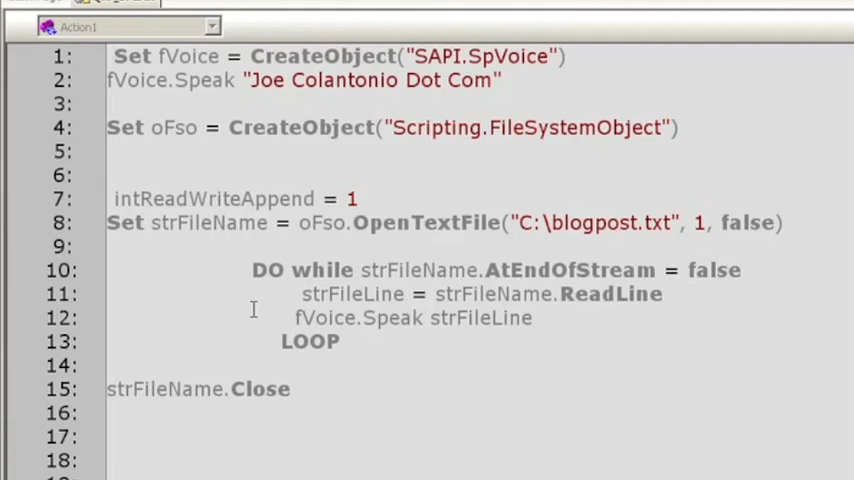 Action1
1: Set fVoice = CreateObject("SAPI.SpVoice")
2: fVoice.Speak "Joe Colantonio Dot Com"
3:
4: Set oFso = CreateObject("Scripting.FileSystemObject")
5:
6:
7: intReadWriteAppend = 1
8: Set strFileName = oFso.OpenTextFile("C:\blogpost.txt", 1, false)
9:
10: DO while strFileName.AtEndOfStream = false
11: strFileLine = strFileName.ReadLine
12: fVoice.Speak strFileLine
13: LOOP
14:
15: strFileName.Close
16:
17:
18: